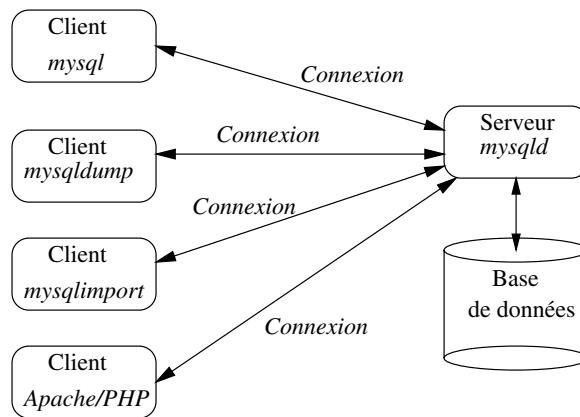 Client
mysql
Connexion
Serveur
mysqld
Client
mysqldump
Connexion
Connexion
Client
mysqlimport
Base
de données
Connexion
Client
Apache/PHP